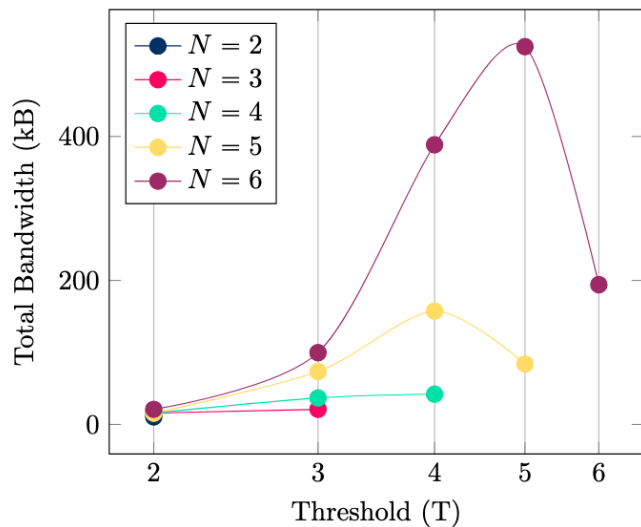 N = 2
N = 3
N = 4
N = 5
N = 6
Total Bandwidth (kB)
400
200
0
2 3 4 5 6
Threshold (T)